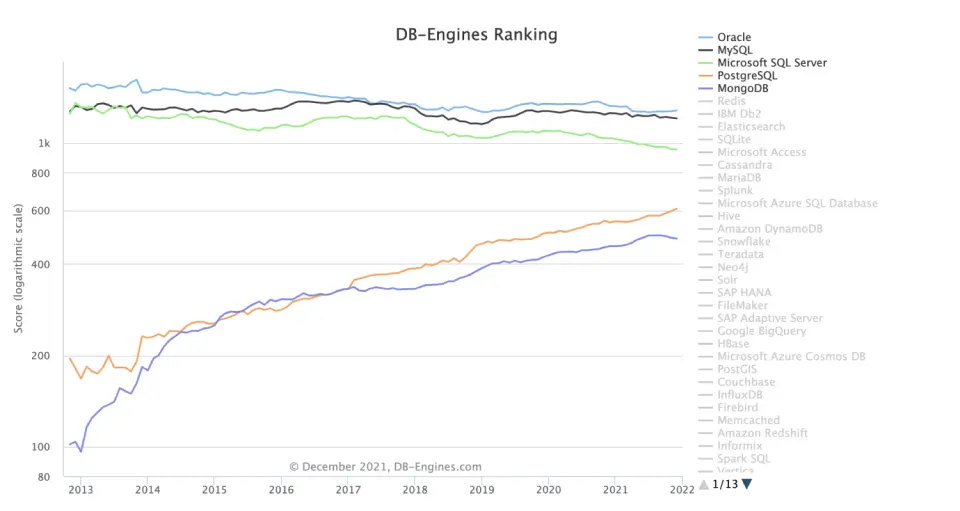 DB-Engines Ranking
Score (logarithmic scale)
1k
800
600
400
200
100
80
2013 2014 2015 2016 2017 2018 2019 2020 2021 2022
© December 2021, DB-Engines.com
Oracle
MySQL
Microsoft SQL Server
PostgreSQL
MongoDB
Redis
IBM Db2
Elasticsearch
SQLite
Microsoft Access
Cassandra
MariaDB
Splunk
Microsoft Azure SQL Database
Hive
Amazon DynamoDB
Snowflake
Teradata
Neo4j
Solr
SAP HANA
FileMaker
SAP Adaptive Server
Google BigQuery
HBase
Microsoft Azure Cosmos DB
PostGIS
Couchbase
InfluxDB
Firebird
Memcached
Amazon Redshift
Informix
Spark SQL
Vertica
1/13